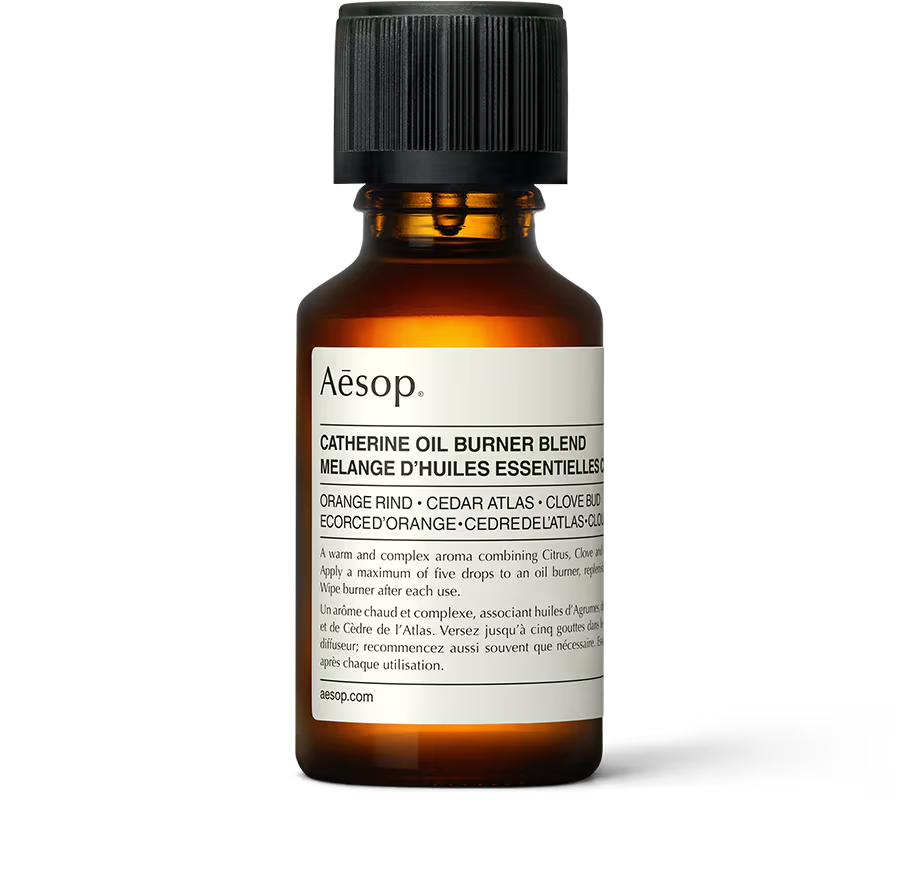 Aēsop®
CATHERINE OIL BURNER BLEND
MELANGE D'HUILES ESSENTIELLES
ORANGE RIND • CEDAR ATLAS • CLOVE BUD
ECORCE D'ORANGE • CEDRE DE L'ATLAS •
A warm and complex aroma combining Citrus, Clove and
Apply a maximum of five drops to an oil burner,
Wipe burner after each use.
Un arôme chaud et complexe, associant huiles d'Agrumes,
et de Cèdre de l'Atlas. Versez jusqu'à cinq gouttes dans
diffuseur; recommencez aussi souvent que nécessaire.
après chaque utilisation.
aesop.com